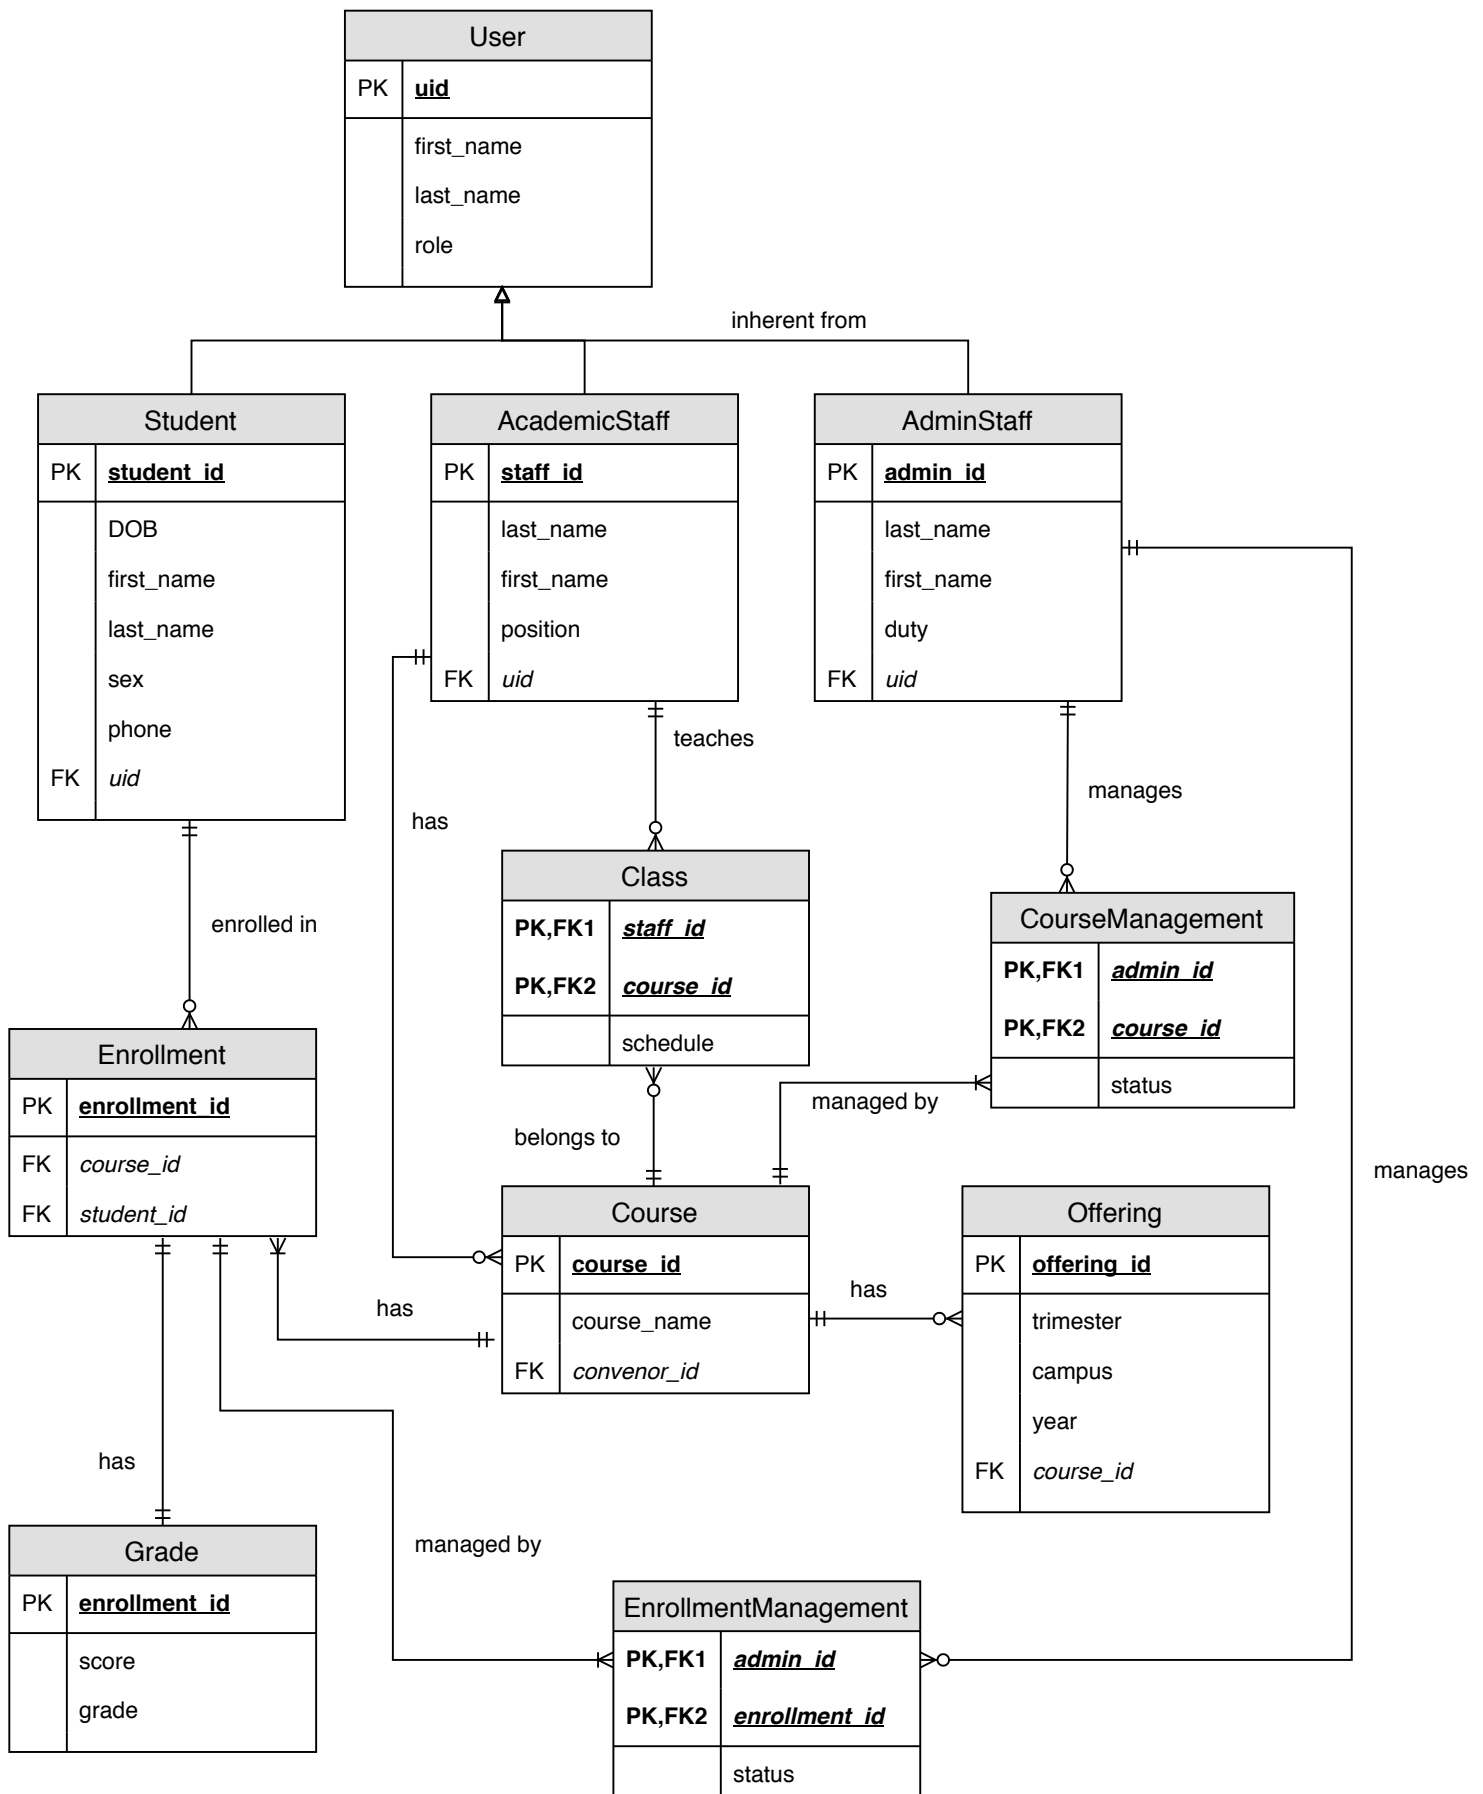 User
PK uid
first_name
last_name
role
inherent from
Student
PK student_id
DOB
first_name
last_name
sex
phone
FK uid
AcademicStaff
PK staff_id
last_name
first_name
position
FK uid
AdminStaff
PK admin_id
last_name
first_name
duty
FK uid
teaches
manages
has
enrolled in
Class
PK,FK1 staff_id
PK,FK2 course_id
schedule
CourseManagement
PK,FK1 admin_id
PK,FK2 course_id
status
Enrollment
PK enrollment_id
FK course_id
FK student_id
managed by
belongs to
manages
Course
PK course_id
course_name
FK convenor_id
has
Offering
PK offering_id
trimester
campus
year
FK course_id
has
has
managed by
Grade
PK enrollment_id
score
grade
EnrollmentManagement
PK,FK1 admin_id
PK,FK2 enrollment_id
status